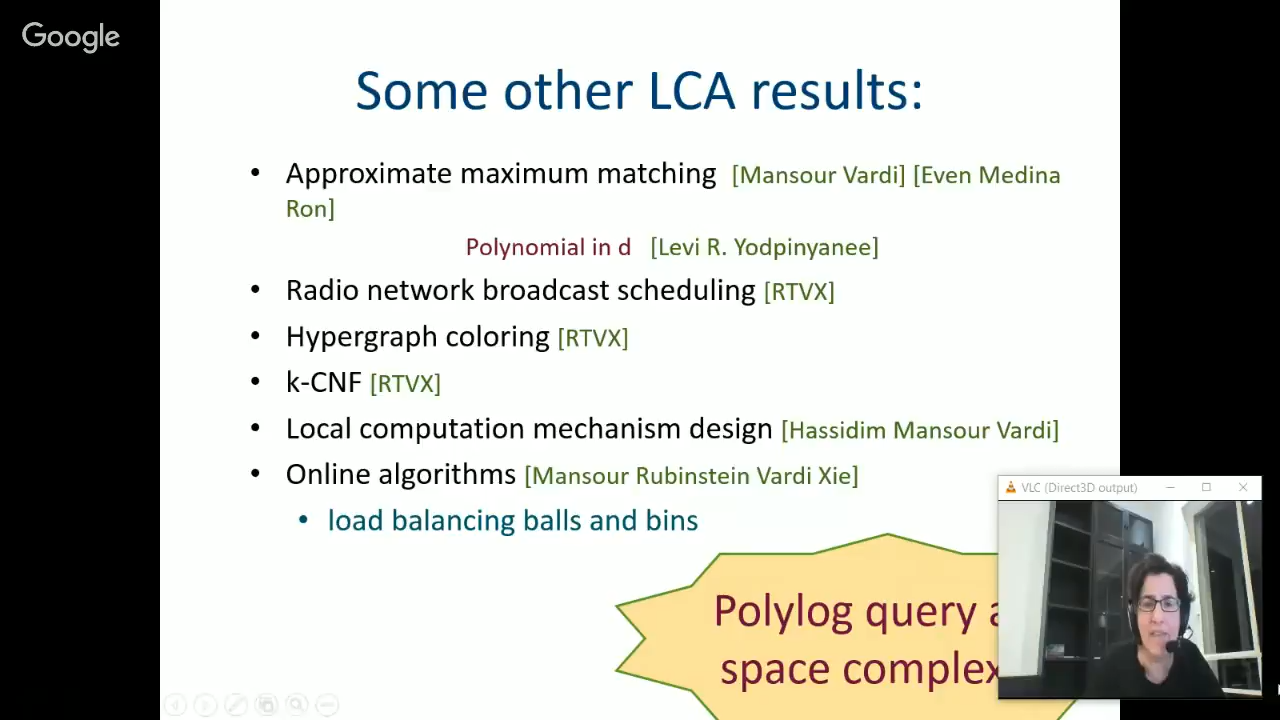 Google
Some other LCA results:
• Approximate maximum matching [Mansour Vardi] [Even Medina
Ron]
Polynomial in d [Levi R. Yodpinyanee]
• Radio network broadcast scheduling [RTVX]
• Hypergraph coloring [RTVX]
• k-CNF [RTVX]
• Local computation mechanism design [Hassidim Mansour Vardi]
• Online algorithms [Mansour Rubinstein Vardi Xie]
• load balancing balls and bins
VLC (Direct3D output)
Polylog query
space complex